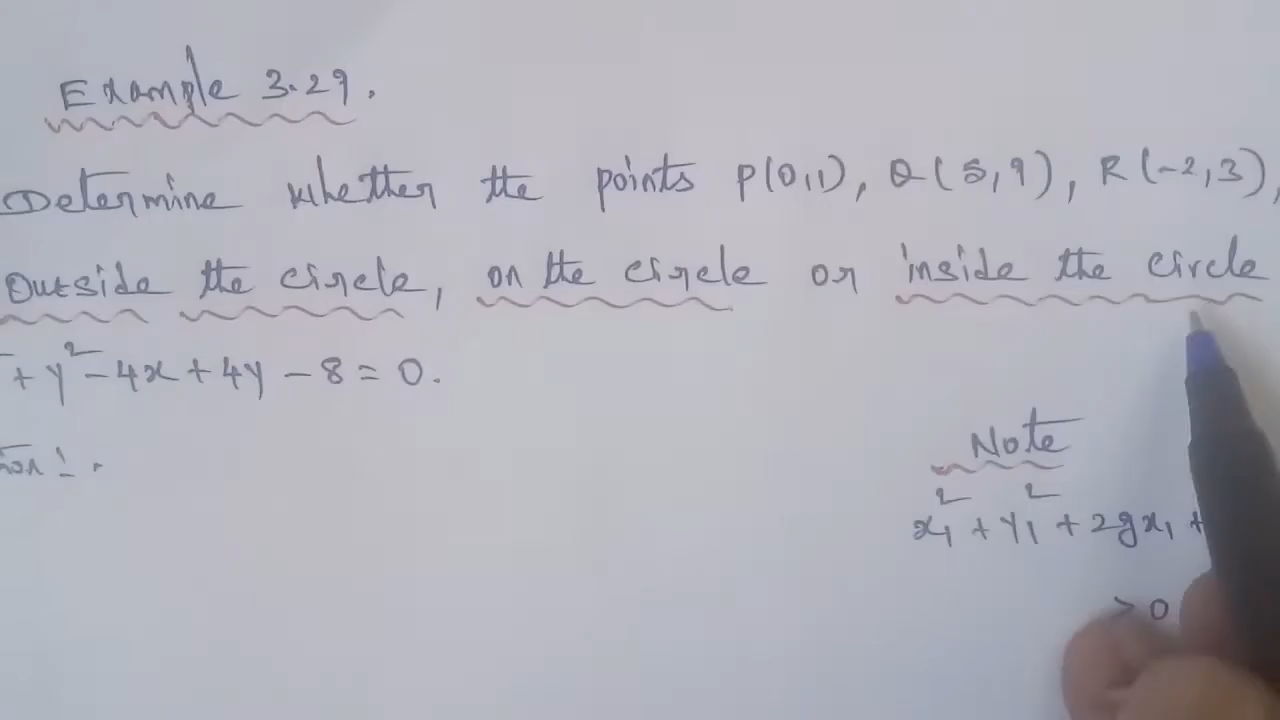 Example 3.29.
Determine whether the points P(0,1), Q(5,9), R(-2,3),
outside the circle, on the circle or inside the circle
+ y² - 4x + 4y - 8 = 0.
Note
x₁² + y₁² + 2gx₁ +
> 0